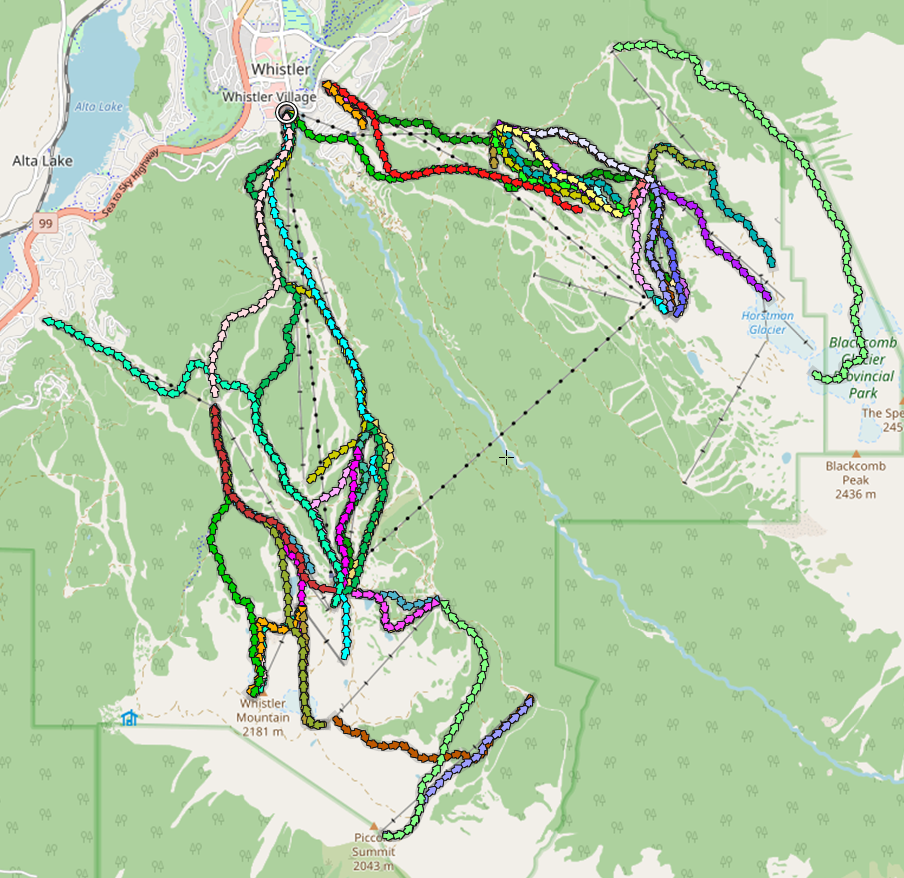 Whistler
Whistler Village
Alta Lake
Alta Lake
Sea to Sky Highway
99
Horstman
Glacier
Blackcomb
Glacier
Provincial
Park
The Spe
245
Blackcomb
Peak
2436 m
Whistler
Mountain
2181 m
Piccolo
Summit
2043 m